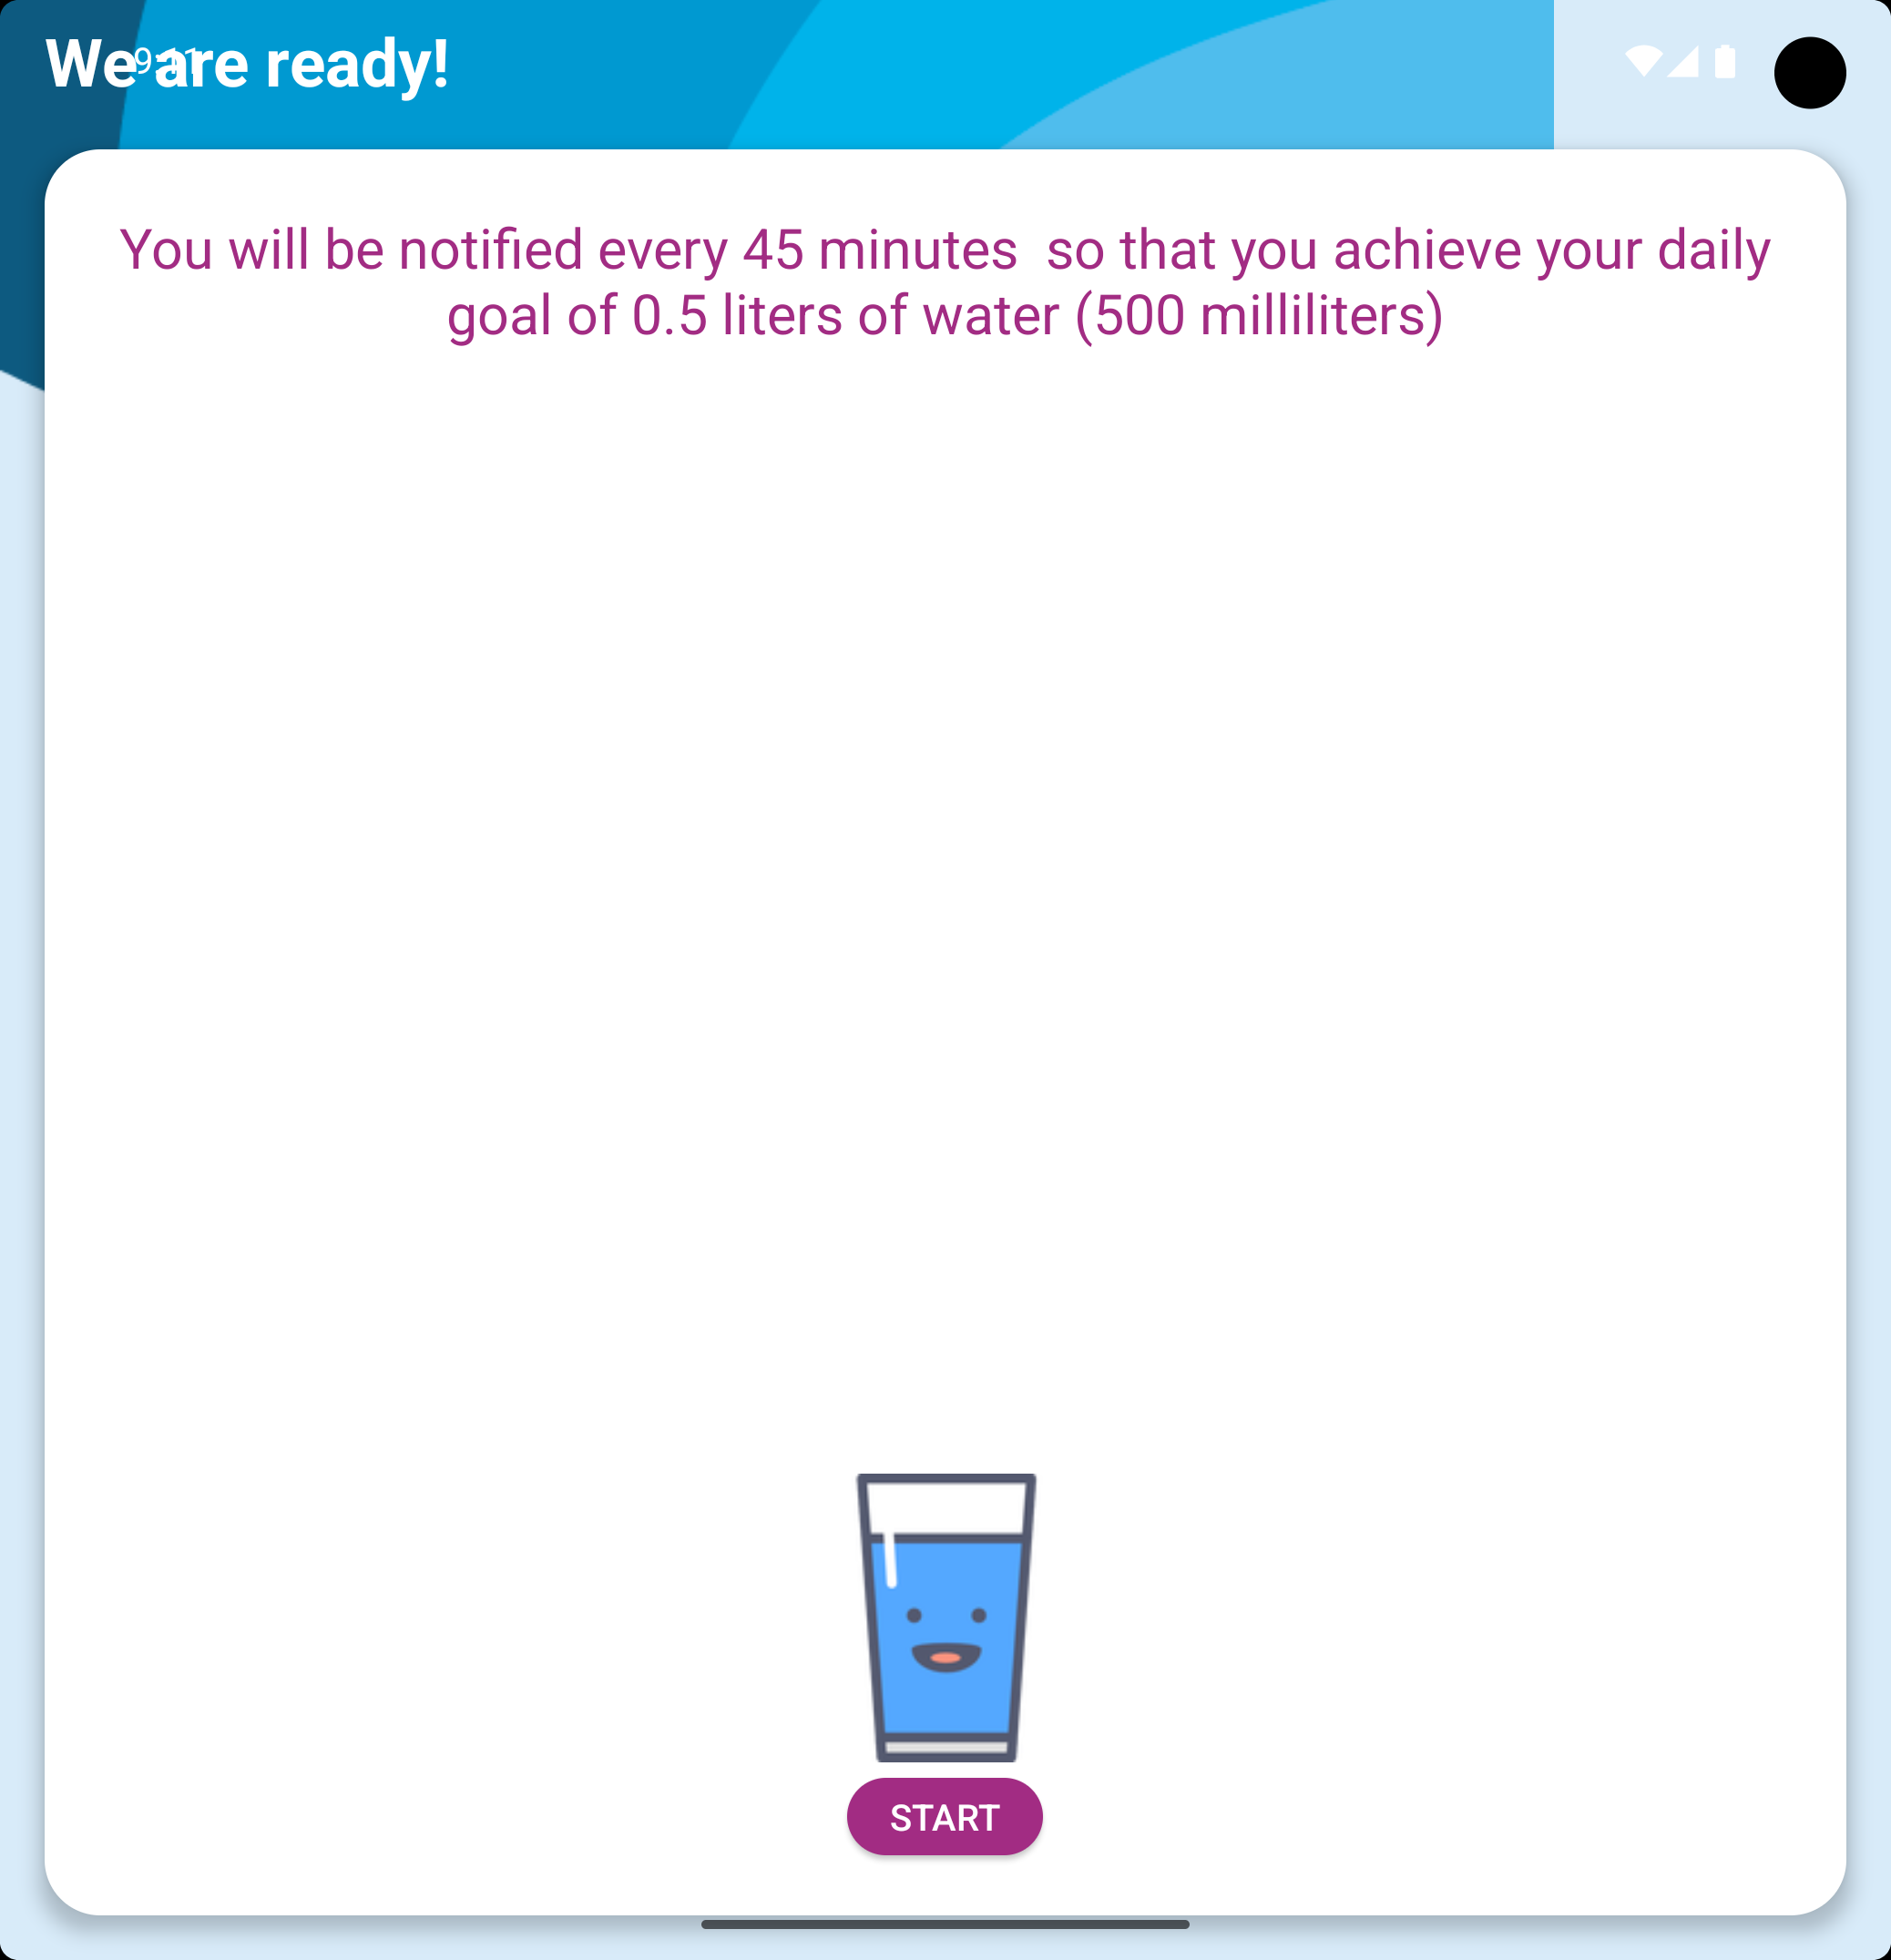 We are ready!
You will be notified every 45 minutes  so that you achieve your daily
goal of 0.5 liters of water (500 milliliters)
START